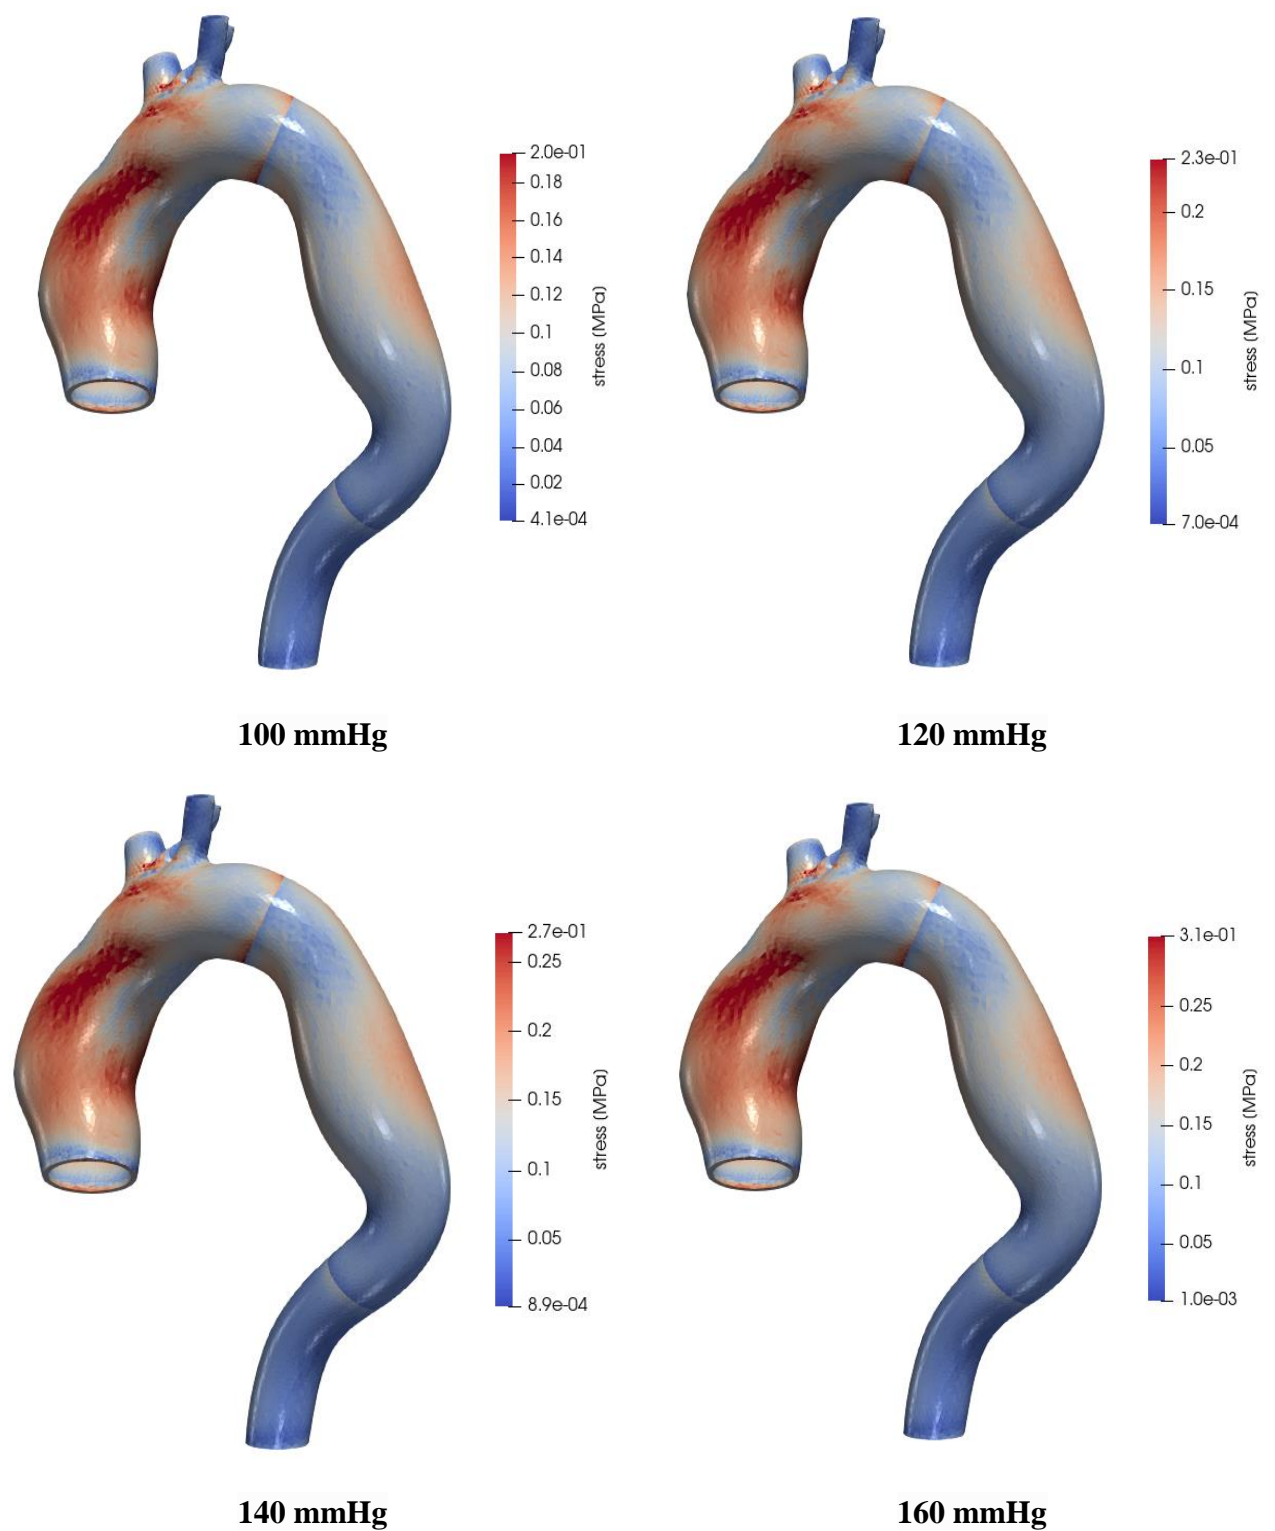 2.0e-01
0.18
0.16
0.14
0.12
0.1
0.08
0.06
0.04
0.02
4.1e-04
stress (MPa)
2.3e-01
0.2
0.15
0.1
0.05
7.0e-04
stress (MPa)
100 mmHg
120 mmHg
2.7e-01
0.25
0.2
0.15
0.1
0.05
8.9e-04
stress (MPa)
3.1e-01
0.25
0.2
0.15
0.1
0.05
1.0e-03
stress (MPa)
140 mmHg
160 mmHg